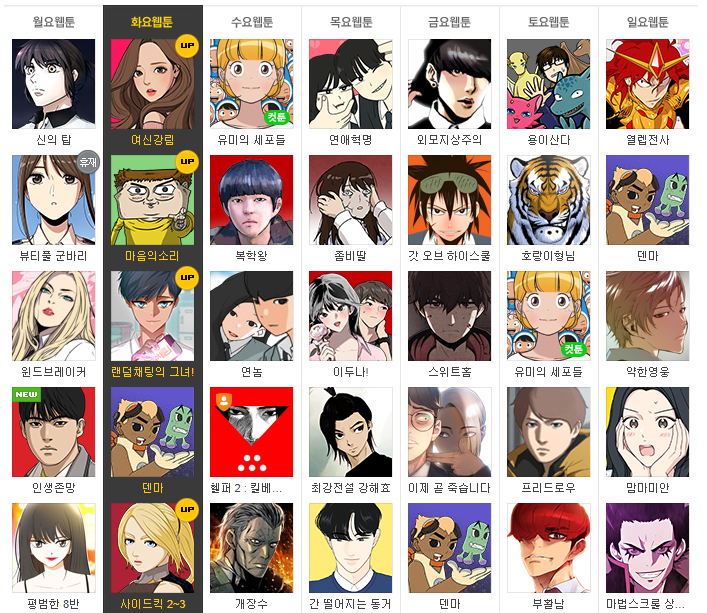 월요웹툰 화요웹툰 수요웹툰 목요웹툰 금요웹툰 토요웹툰 일요웹툰
UP
컷툰
신의 탑 여신강림 유미의 세포들 연애혁명 외모지상주의 용이산다 열렙전사
휴재 UP
뷰티풀 군바리 마음의소리 복학왕 좀비딸 갓 오브 하이스쿨 호랑이형님 덴마
UP
컷툰
윈드브레이커 랜덤채팅의 그녀! 연놈 이두나! 스위트홈 유미의 세포들 약한영웅
NEW
인생존망 덴마 헬퍼 2 : 킬베... 최강전설 강해효 이제 곧 죽습니다 프리드로우 맘마미안
UP
평범한 8반 사이드킥 2~3 개장수 간 떨어지는 동거 덴마 부활남 마법스크롤 상...